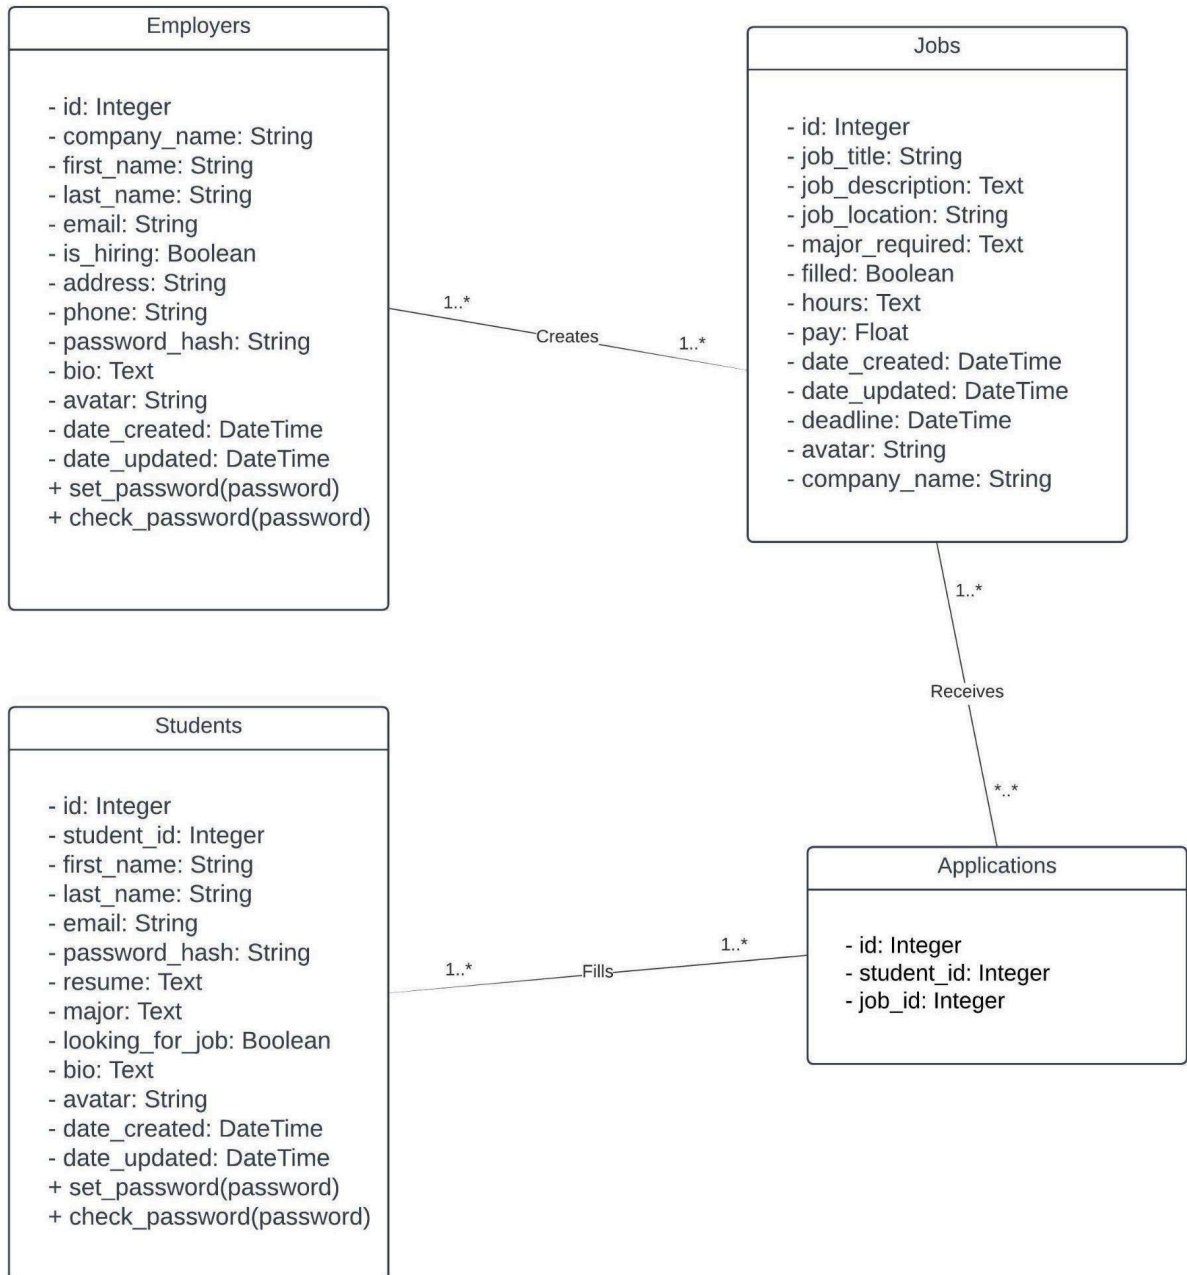 Employers
- id: Integer
- company_name: String
- first_name: String
- last_name: String
- email: String
- is_hiring: Boolean
- address: String
- phone: String
- password_hash: String
- bio: Text
- avatar: String
- date_created: DateTime
- date_updated: DateTime
+ set_password(password)
+ check_password(password)
1..*
Creates
1..*
Jobs
- id: Integer
- job_title: String
- job_description: Text
- job_location: String
- major_required: Text
- filled: Boolean
- hours: Text
- pay: Float
- date_created: DateTime
- date_updated: DateTime
- deadline: DateTime
- avatar: String
- company_name: String
1..*
Receives
*..*
Students
- id: Integer
- student_id: Integer
- first_name: String
- last_name: String
- email: String
- password_hash: String
- resume: Text
- major: Text
- looking_for_job: Boolean
- bio: Text
- avatar: String
- date_created: DateTime
- date_updated: DateTime
+ set_password(password)
+ check_password(password)
1..*
Fills
1..*
Applications
- id: Integer
- student_id: Integer
- job_id: Integer